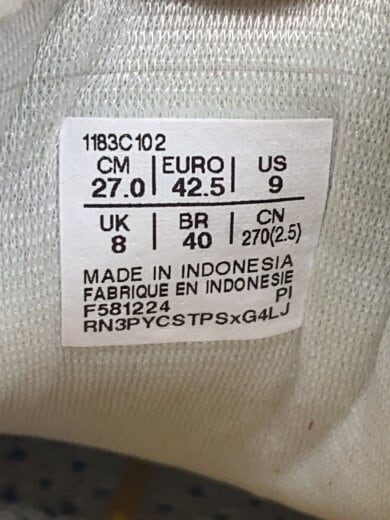 1183C102
CM | EURO | US
27.0 | 42.5 | 9
UK | BR | CN
8 | 40 | 270(2.5)
MADE IN INDONESIA
FABRIQUE EN INDONESIE
F581224 PI
RN3PYCSTPSxG4LJ